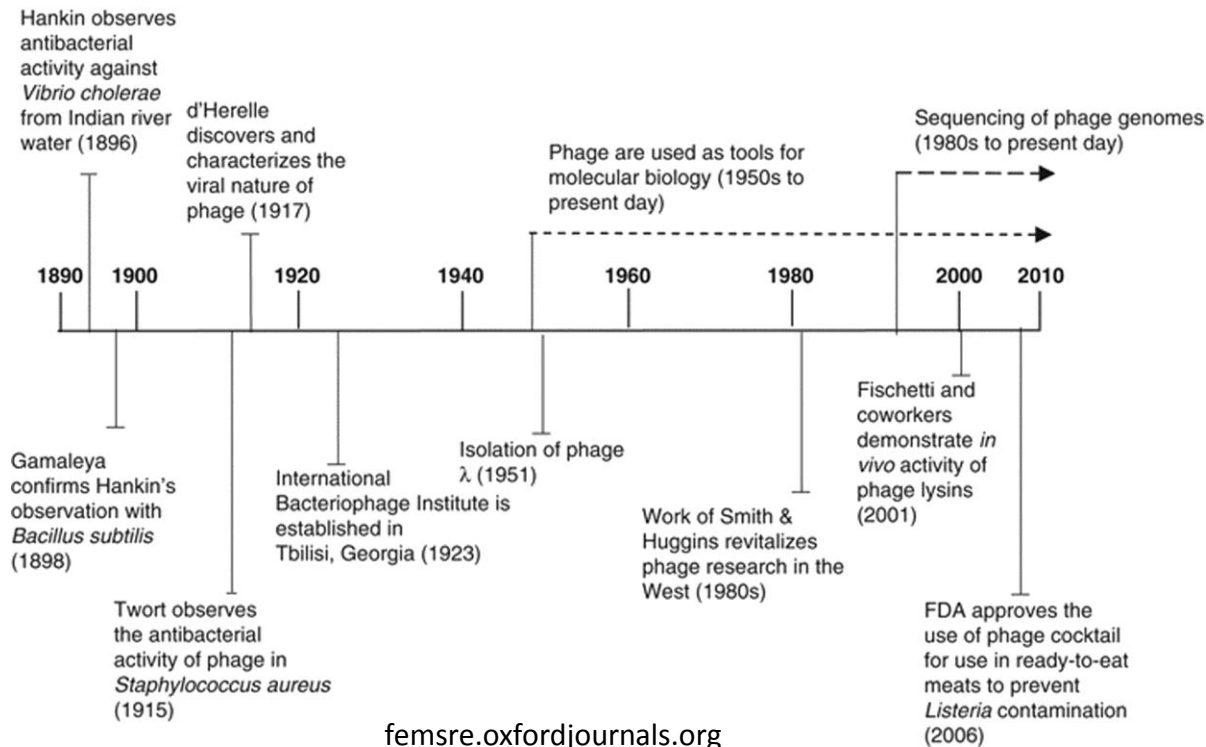 Hankin observes
antibacterial
activity against
Vibrio cholerae
from Indian river
water (1896)
d'Herelle
discovers and
characterizes the
viral nature of
phage (1917)
Phage are used as tools for
molecular biology (1950s to
present day)
Sequencing of phage genomes
(1980s to present day)
1890
1900
1920
1940
1960
1980
2000
2010
Gamaleya
confirms Hankin's
observation with
Bacillus subtilis
(1898)
Twort observes
the antibacterial
activity of phage in
Staphylococcus aureus
(1915)
International
Bacteriophage Institute is
established in
Tbilisi, Georgia (1923)
Isolation of phage
λ (1951)
Work of Smith &
Huggins revitalizes
phage research in the
West (1980s)
Fischetti and
coworkers
demonstrate in
vivo activity of
phage lysins
(2001)
FDA approves the
use of phage cocktail
for use in ready-to-eat
meats to prevent
Listeria contamination
(2006)
femsre.oxfordjournals.org